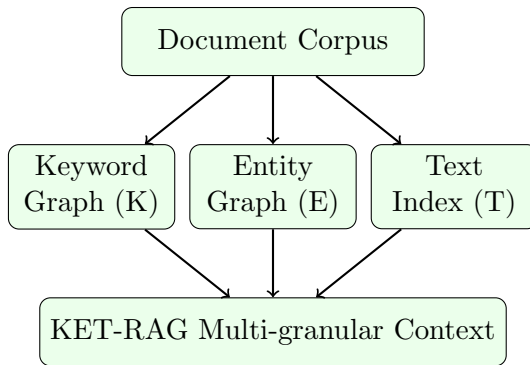 Document Corpus
Keyword
Graph (K)
Entity
Graph (E)
Text
Index (T)
KET-RAG Multi-granular Context